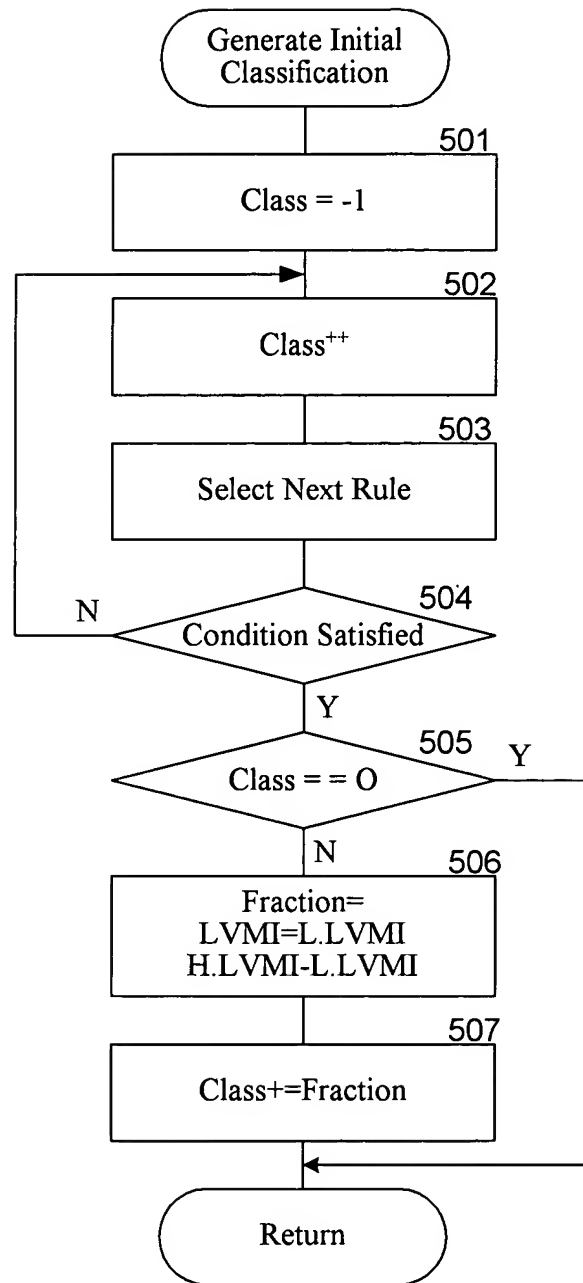 Generate Initial
Classification
501
Class = -1
502
Class⁺⁺
503
Select Next Rule
504
N
Condition Satisfied
Y
505
Y
Class = = O
N
506
Fraction=
LVMI=L.LVMI
H.LVMI-L.LVMI
507
Class+=Fraction
Return